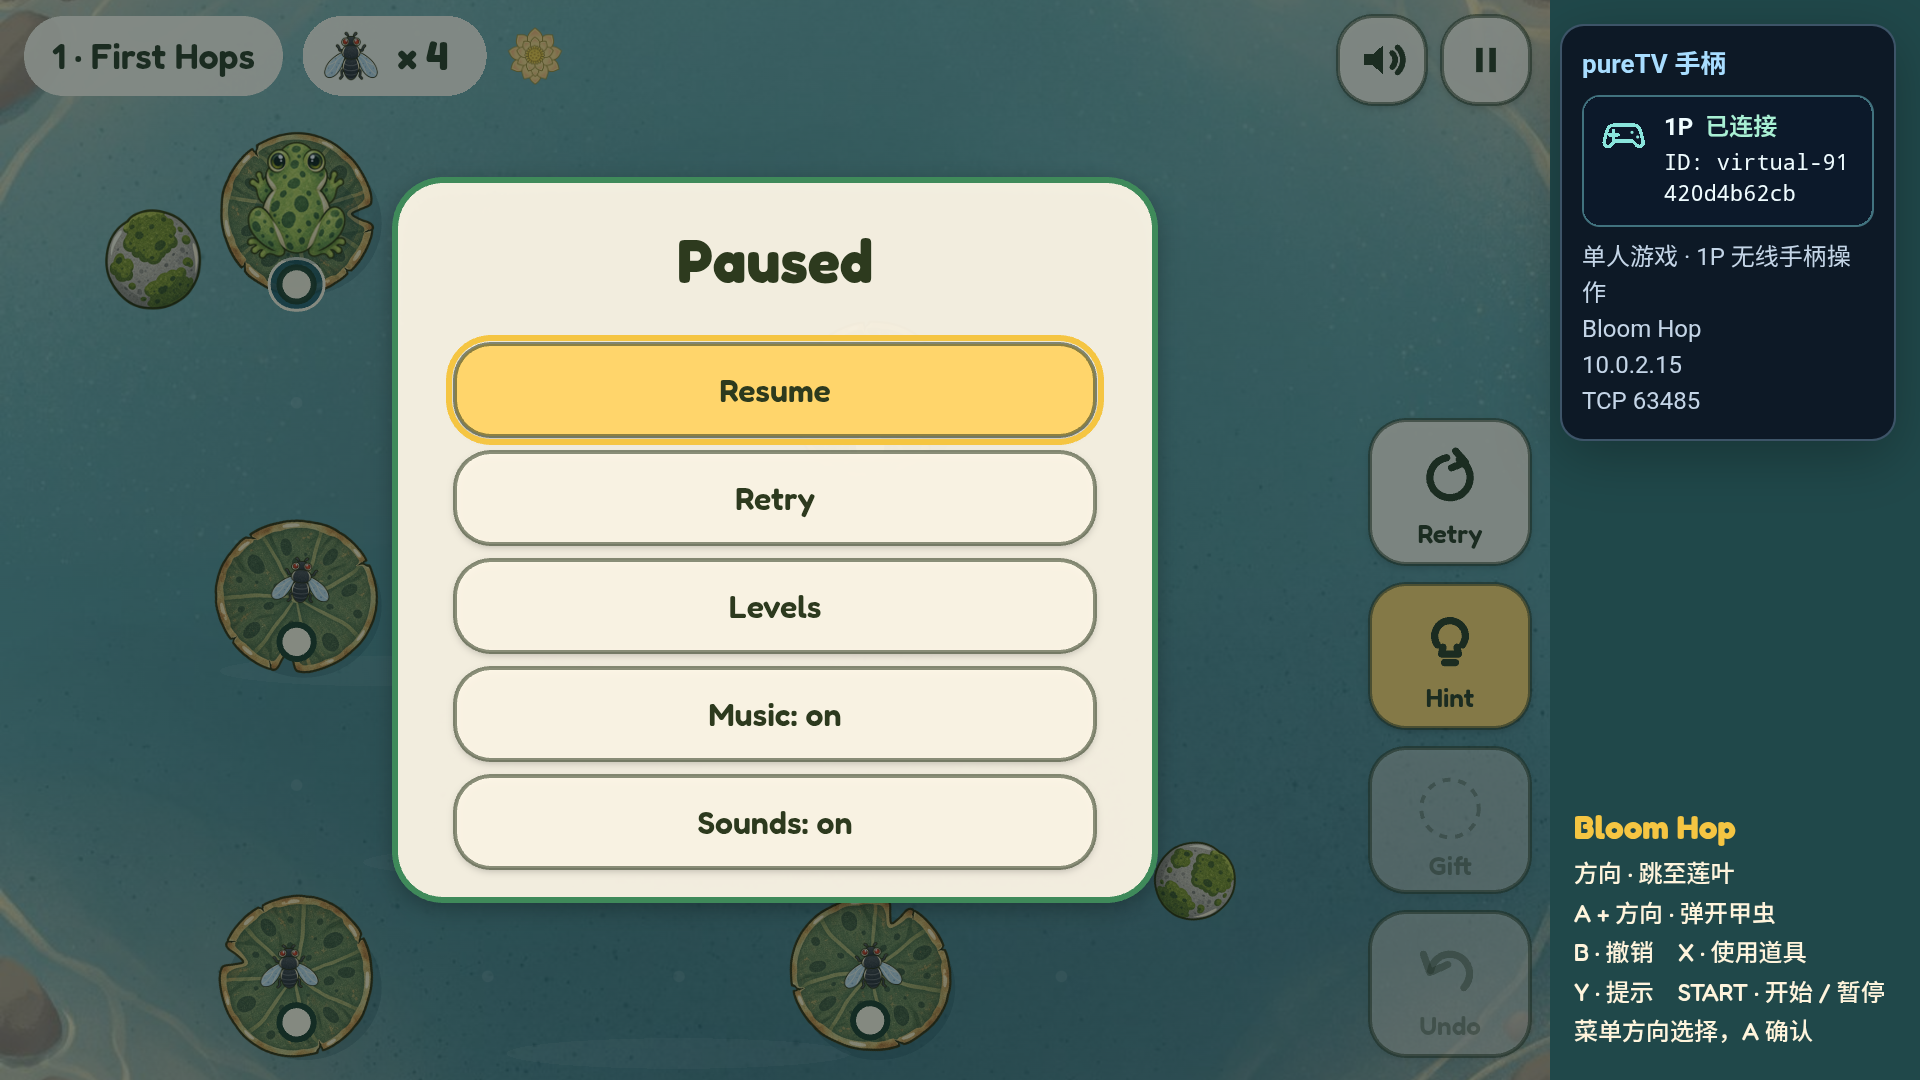 1 · First Hops
x 4
Paused
Resume
Retry
Levels
Music: on
Sounds: on
Retry
Hint
Gift
Undo
pureTV 手柄
1P 已连接
ID: virtual-91
420d4b62cb
单人游戏 · 1P 无线手柄操
作
Bloom Hop
10.0.2.15
TCP 63485
Bloom Hop
方向 · 跳至莲叶
A + 方向 · 弹开甲虫
B · 撤销 X · 使用道具
Y · 提示 START · 开始 / 暂停
菜单方向选择，A 确认